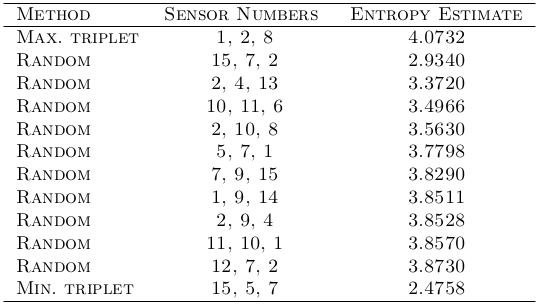 Method Sensor Numbers Entropy Estimate
Max. triplet 1, 2, 8 4.0732
Random 15, 7, 2 2.9340
Random 2, 4, 13 3.3720
Random 10, 11, 6 3.4966
Random 2, 10, 8 3.5630
Random 5, 7, 1 3.7798
Random 7, 9, 15 3.8290
Random 1, 9, 14 3.8511
Random 2, 9, 4 3.8528
Random 11, 10, 1 3.8570
Random 12, 7, 2 3.8730
Min. triplet 15, 5, 7 2.4758